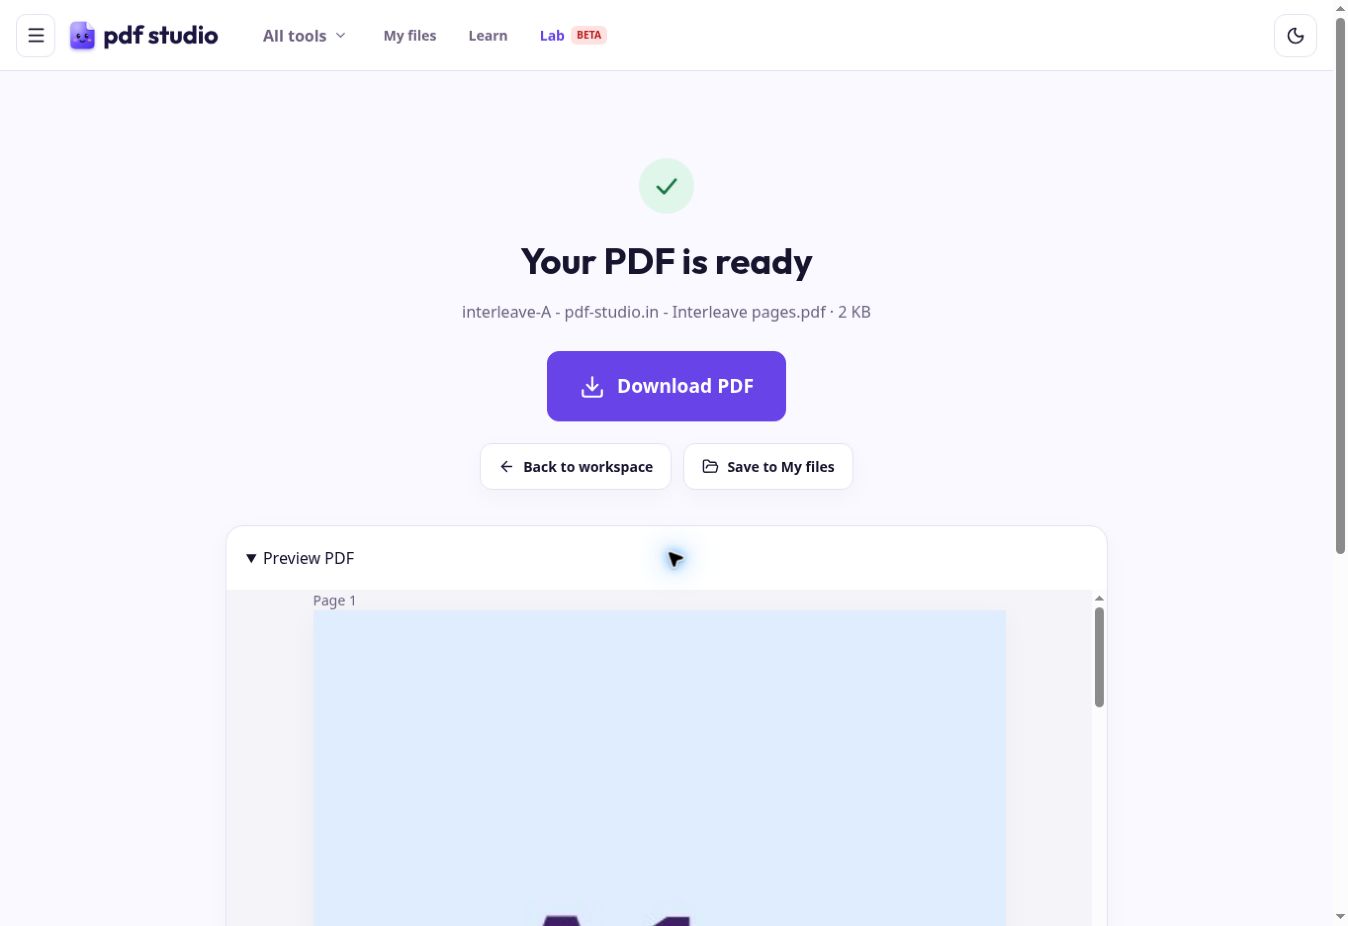 pdf studio
All tools
My files
Learn
Lab BETA
Your PDF is ready
interleave-A - pdf-studio.in - Interleave pages.pdf · 2 KB
Download PDF
Back to workspace
Save to My files
Preview PDF
Page 1